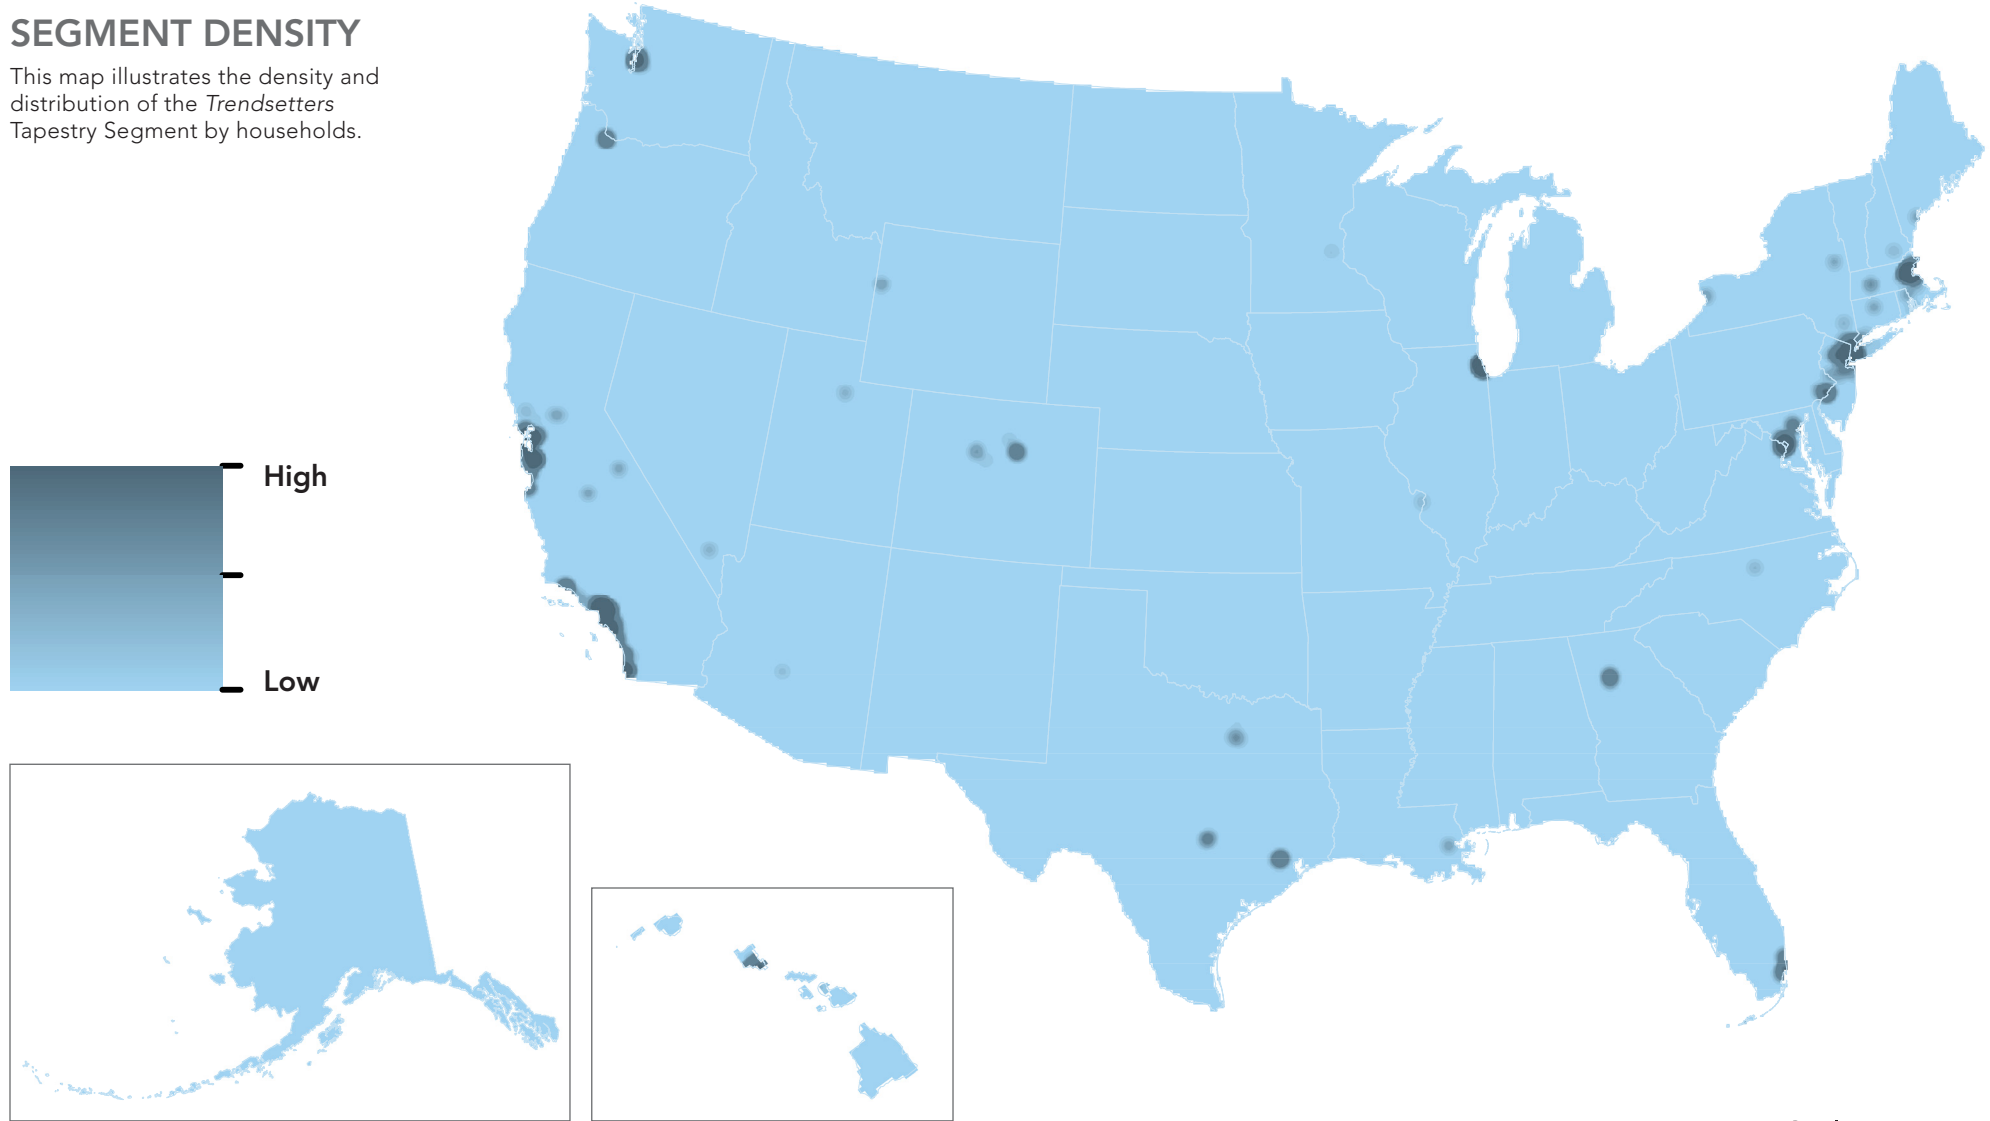 SEGMENT DENSITY
This map illustrates the density and
distribution of the Trendsetters
Tapestry Segment by households.
High
Low